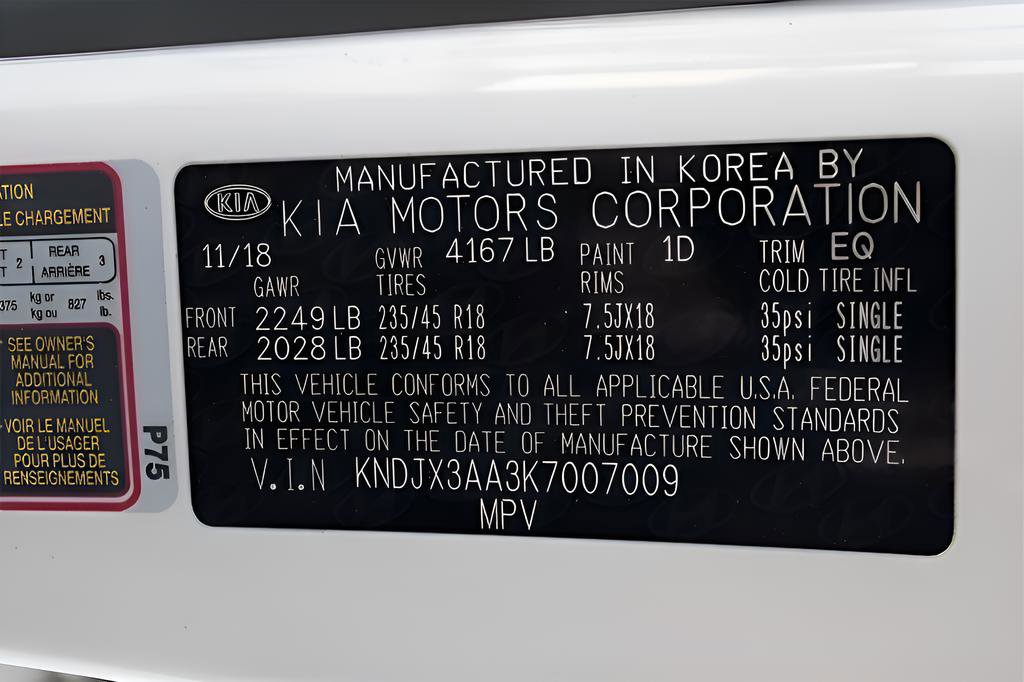 ATION
LE CHARGEMENT
T 2 REAR 3
T 2 ARRIÈRE
375 kg or 827 lbs.
kg ou lb.
SEE OWNER'S
MANUAL FOR
ADDITIONAL
INFORMATION
VOIR LE MANUEL
DE L'USAGER
POUR PLUS DE
RENSEIGNEMENTS
P75
MANUFACTURED IN KOREA BY
KIA KIA MOTORS CORPORATION
11/18 GVWR 4167 LB PAINT 1D TRIM EQ
GAWR TIRES RIMS COLD TIRE INFL
FRONT 2249 LB 235/45 R18 7.5JX18 35psi SINGLE
REAR 2028 LB 235/45 R18 7.5JX18 35psi SINGLE
THIS VEHICLE CONFORMS TO ALL APPLICABLE U.S.A. FEDERAL
MOTOR VEHICLE SAFETY AND THEFT PREVENTION STANDARDS
IN EFFECT ON THE DATE OF MANUFACTURE SHOWN ABOVE.
V.I.N KNDJX3AA3K7007009
MPV